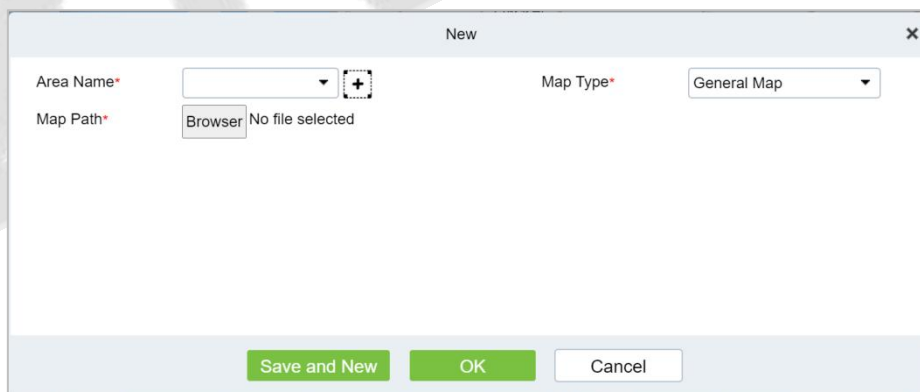 New
Area Name*
Map Type*
General Map
Map Path*
Browser No file selected
Save and New
OK
Cancel